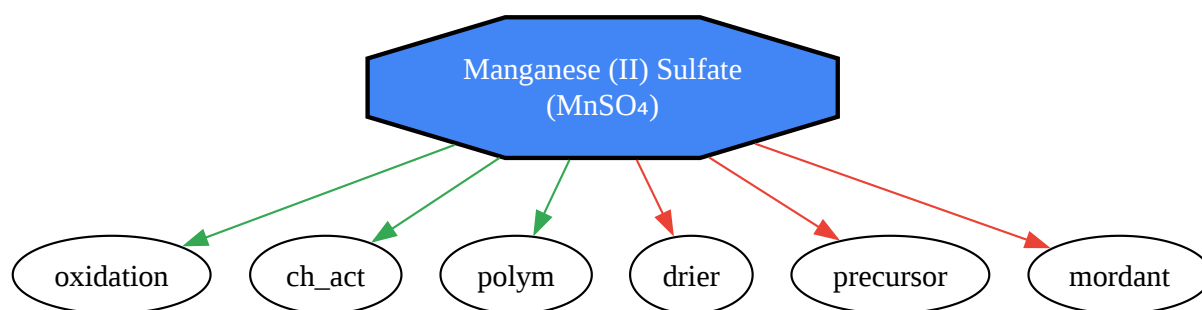 Manganese (II) Sulfate
(MnSO₄)
oxidation
ch_act
polym
drier
precursor
mordant